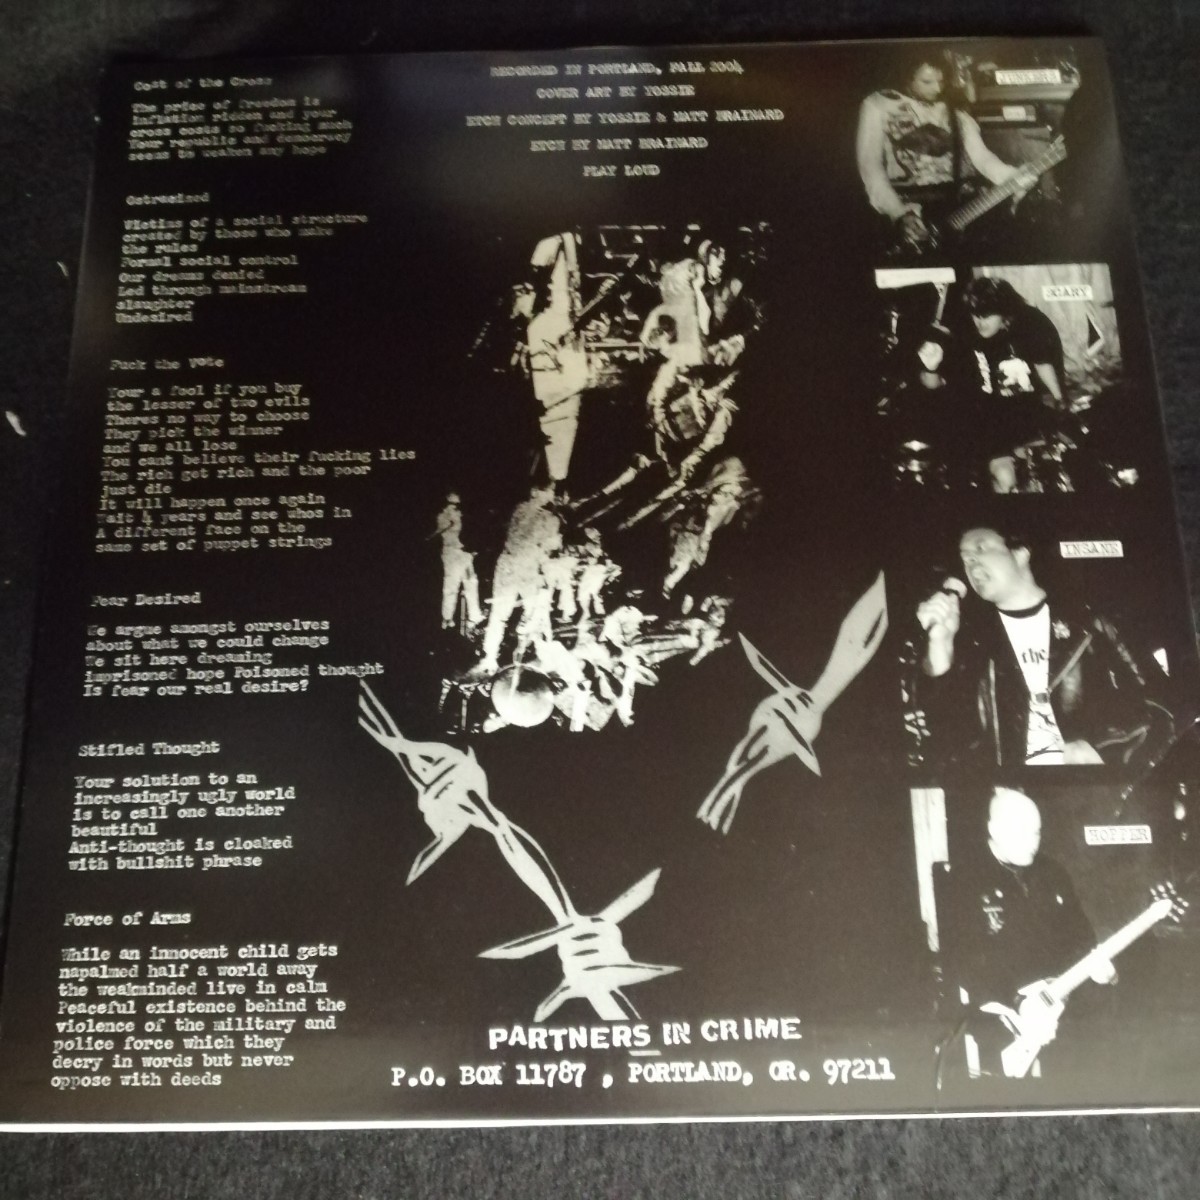 Cost of the Cross
The price of freedom is
inflation ridden and your
cross costs so fucking much
Your republic and democracy
seems to weaken any hope
Ostresized
Victims of a social structure
created by those who make
the rules
Formal social control
Our dreams denied
Led through mainstream
slaughter
Undesired
Fuck the Vote
Your a fool if you buy
the lesser of two evils
Theres no way to choose
They pick the winner
and we all lose
You cant believe their fucking lies
The rich get rich and the poor
just die
It will happen once again
Wait 4 years and see whos in
A different face on the
same set of puppet strings
Fear Desired
We argue amongst ourselves
about what we could change
We sit here dreaming
imprisoned hope Poisoned thought
Is fear our real desire?
Stifled Thought
Your solution to an
increasingly ugly world
is to call one another
beautiful
Anti-thought is cloaked
with bullshit phrase
Force of Arms
While an innocent child gets
napalmed half a world away
the weakminded live in calm
Peaceful existence behind the
violence of the military and
police force which they
decry in words but never
oppose with deeds
RECORDED IN PORTLAND, FALL 2004
COVER ART BY YOSSIE
ETCH CONCEPT BY YOSSIE & MATT BRAINARD
ETCH BY MATT BRAINARD
PLAY LOUD
JUNKERS
SCARY
INSANE
the
HOPPER
PARTNERS IN CRIME
P.O. BOX 11787 , PORTLAND, OR. 97211